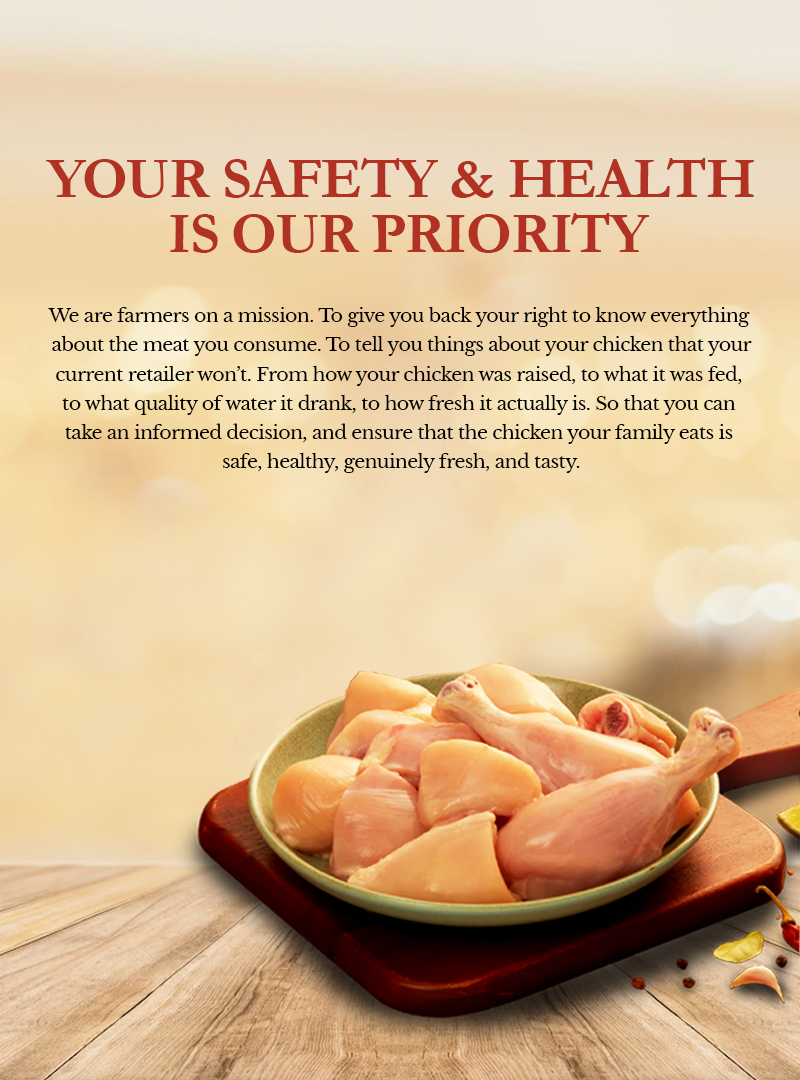 YOUR SAFETY & HEALTH
IS OUR PRIORITY
We are farmers on a mission. To give you back your right to know everything
about the meat you consume. To tell you things about your chicken that your
current retailer won’t. From how your chicken was raised, to what it was fed,
to what quality of water it drank, to how fresh it actually is. So that you can
take an informed decision, and ensure that the chicken your family eats is
safe, healthy, genuinely fresh, and tasty.